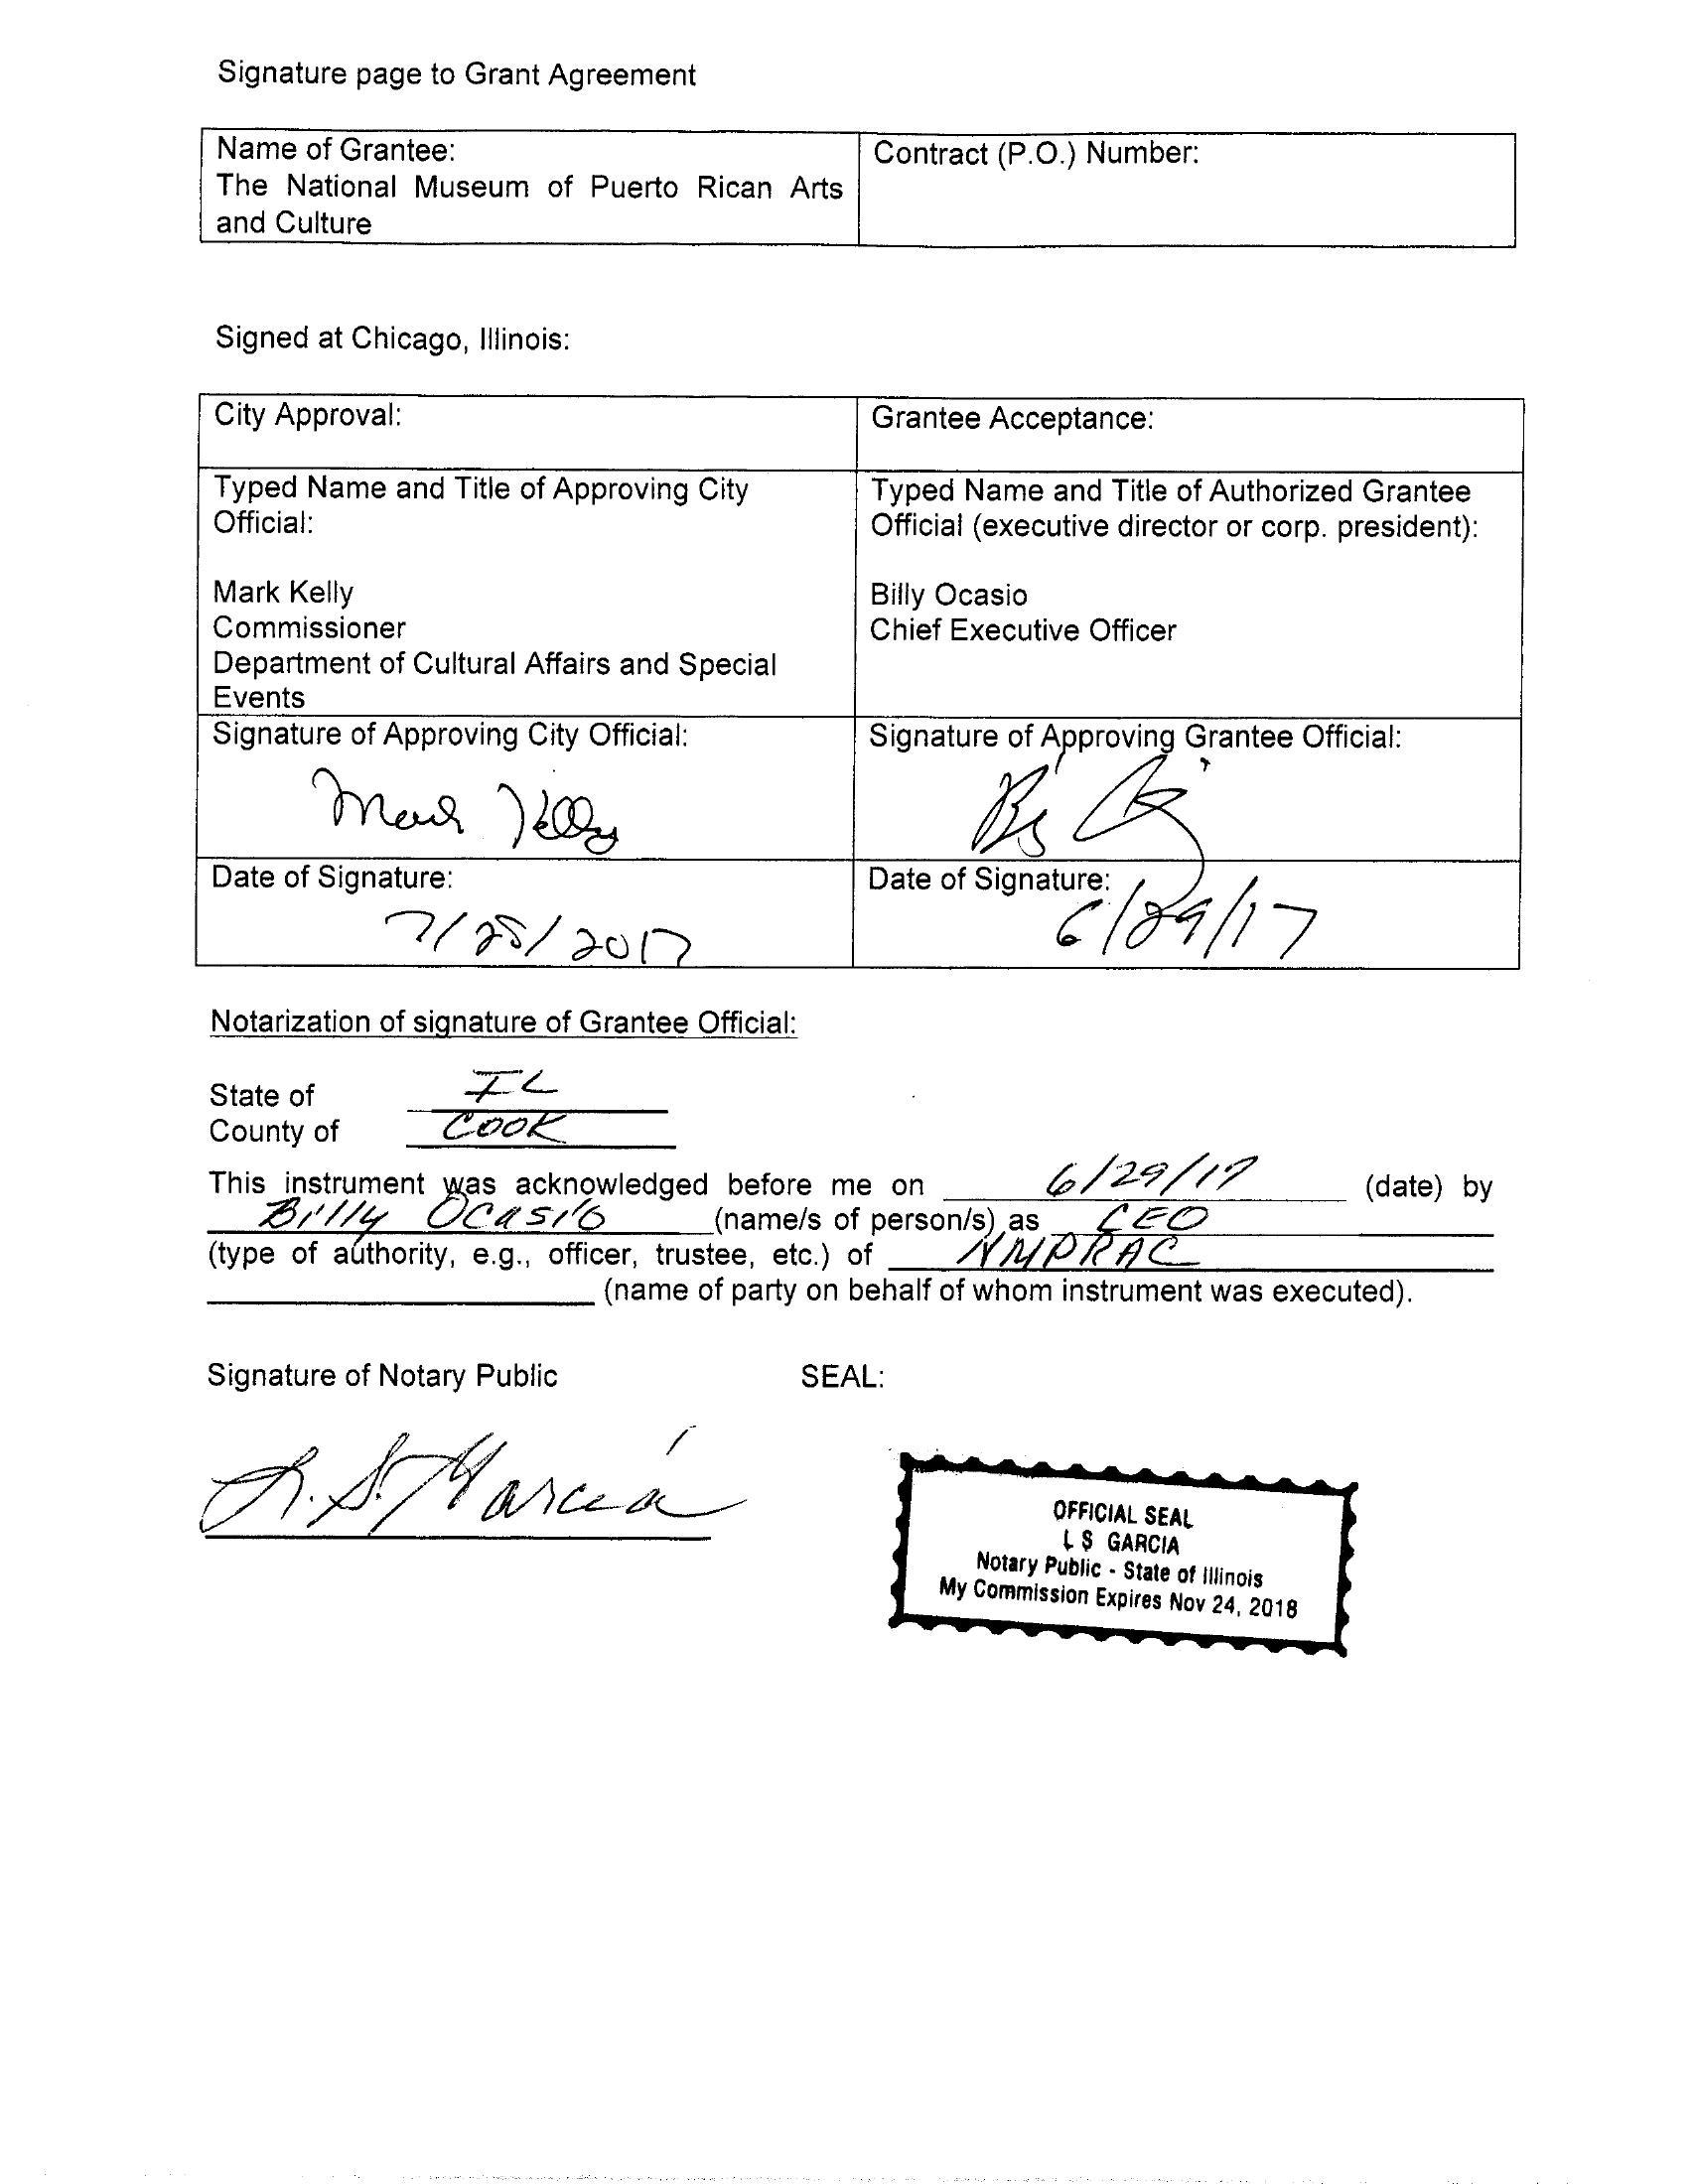 Signature page to Grant Agreement
Name of Grantee:
The National Museum of Puerto Rican Arts
and Culture
Contract (P.O.) Number:
Signed at Chicago, Illinois:
City Approval:
Grantee Acceptance:
Typed Name and Title of Approving City
Official:
Mark Kelly
Commissioner
Department of Cultural Affairs and Special
Events
Typed Name and Title of Authorized Grantee
Official (executive director or corp. president):
Billy Ocasio
Chief Executive Officer
Signature of Approving City Official:
Mark Kelly
Signature of Approving Grantee Official:
Date of Signature:
7/25/2017
Date of Signature:
6/29/17
Notarization of signature of Grantee Official:
State of IL
County of COOK
This instrument was acknowledged before me on 6/29/17 (date) by
Billy Ocasio (name/s of person/s) as CEO
(type of authority, e.g., officer, trustee, etc.) of NMPRAC
(name of party on behalf of whom instrument was executed).
Signature of Notary Public
SEAL:
L. S. Garcia
OFFICIAL SEAL
L S GARCIA
Notary Public - State of Illinois
My Commission Expires Nov 24, 2018